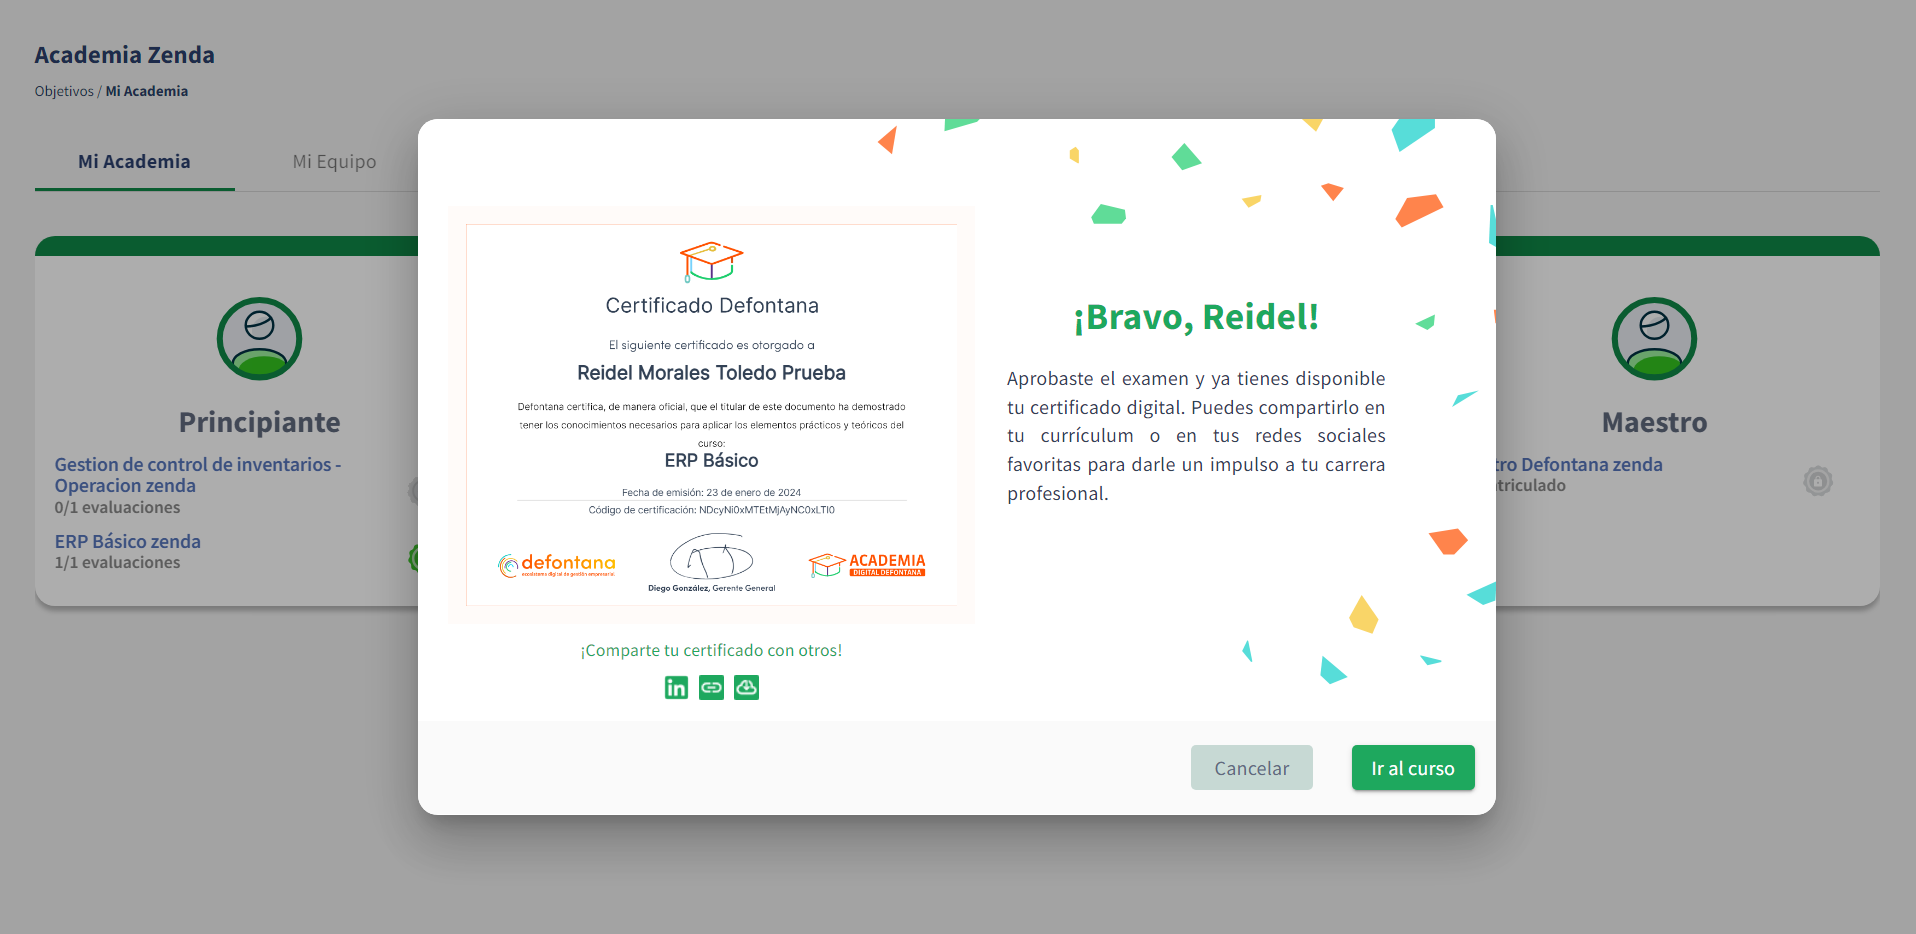 Academia Zenda
Objetivos / Mi Academia
Mi Academia
Mi Equipo
Principiante
Gestion de control de inventarios -
Operacion zenda
0/1 evaluaciones
ERP Básico zenda
1/1 evaluaciones
Certificado Defontana
El siguiente certificado es otorgado a
Reidel Morales Toledo Prueba
Defontana certifica, de manera oficial, que el titular de este documento ha demostrado
tener los conocimientos necesarios para aplicar los elementos prácticos y teóricos del
curso:
ERP Básico
Fecha de emisión: 23 de enero de 2024
Código de certificación: NDcyNi0xMTEtMjAyNC0xLTI0
defontana
ecosistema digital de gestión empresarial
Diego González, Gerente General
ACADEMIA
DIGITAL DEFONTANA
¡Comparte tu certificado con otros!
in
¡Bravo, Reidel!
Aprobaste el examen y ya tienes disponible
tu certificado digital. Puedes compartirlo en
tu currículum o en tus redes sociales
favoritas para darle un impulso a tu carrera
profesional.
Cancelar
Ir al curso
Maestro
tro Defontana zenda
triculado